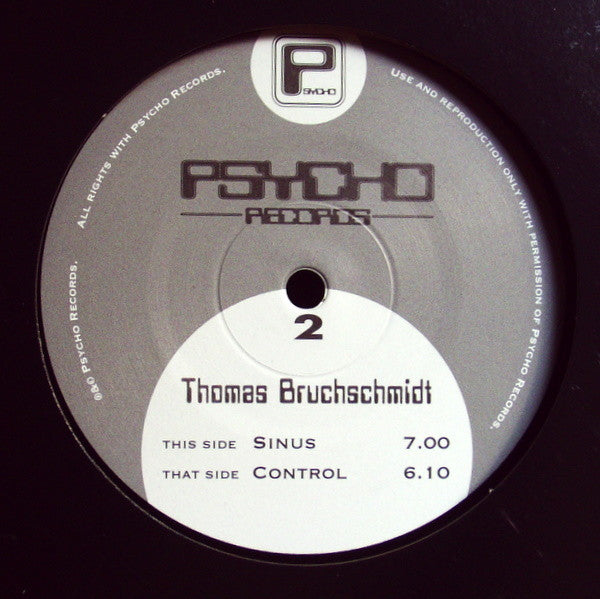 P
SYCHO
All rights with Psycho Records.
Use and reproduction only with permission of Psycho Records.
PSYCHO
RECORDS
Psycho Records.
2
Thomas Bruchschmidt
THIS SIDE SINUS 7.00
THAT SIDE CONTROL 6.10